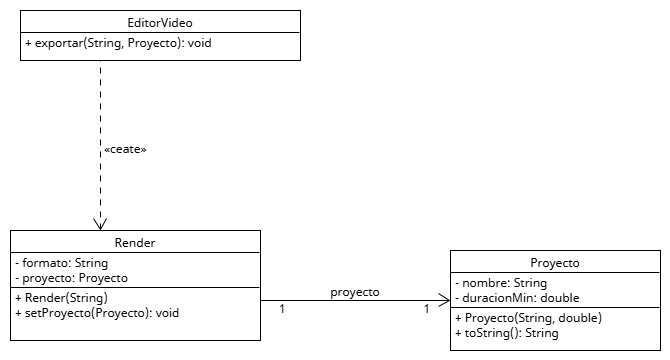 EditorVideo
+ exportar(String, Proyecto): void
«ceate»
Render
- formato: String
- proyecto: Proyecto
+ Render(String)
+ setProyecto(Proyecto): void
proyecto
1
1
Proyecto
- nombre: String
- duracionMin: double
+ Proyecto(String, double)
+ toString(): String